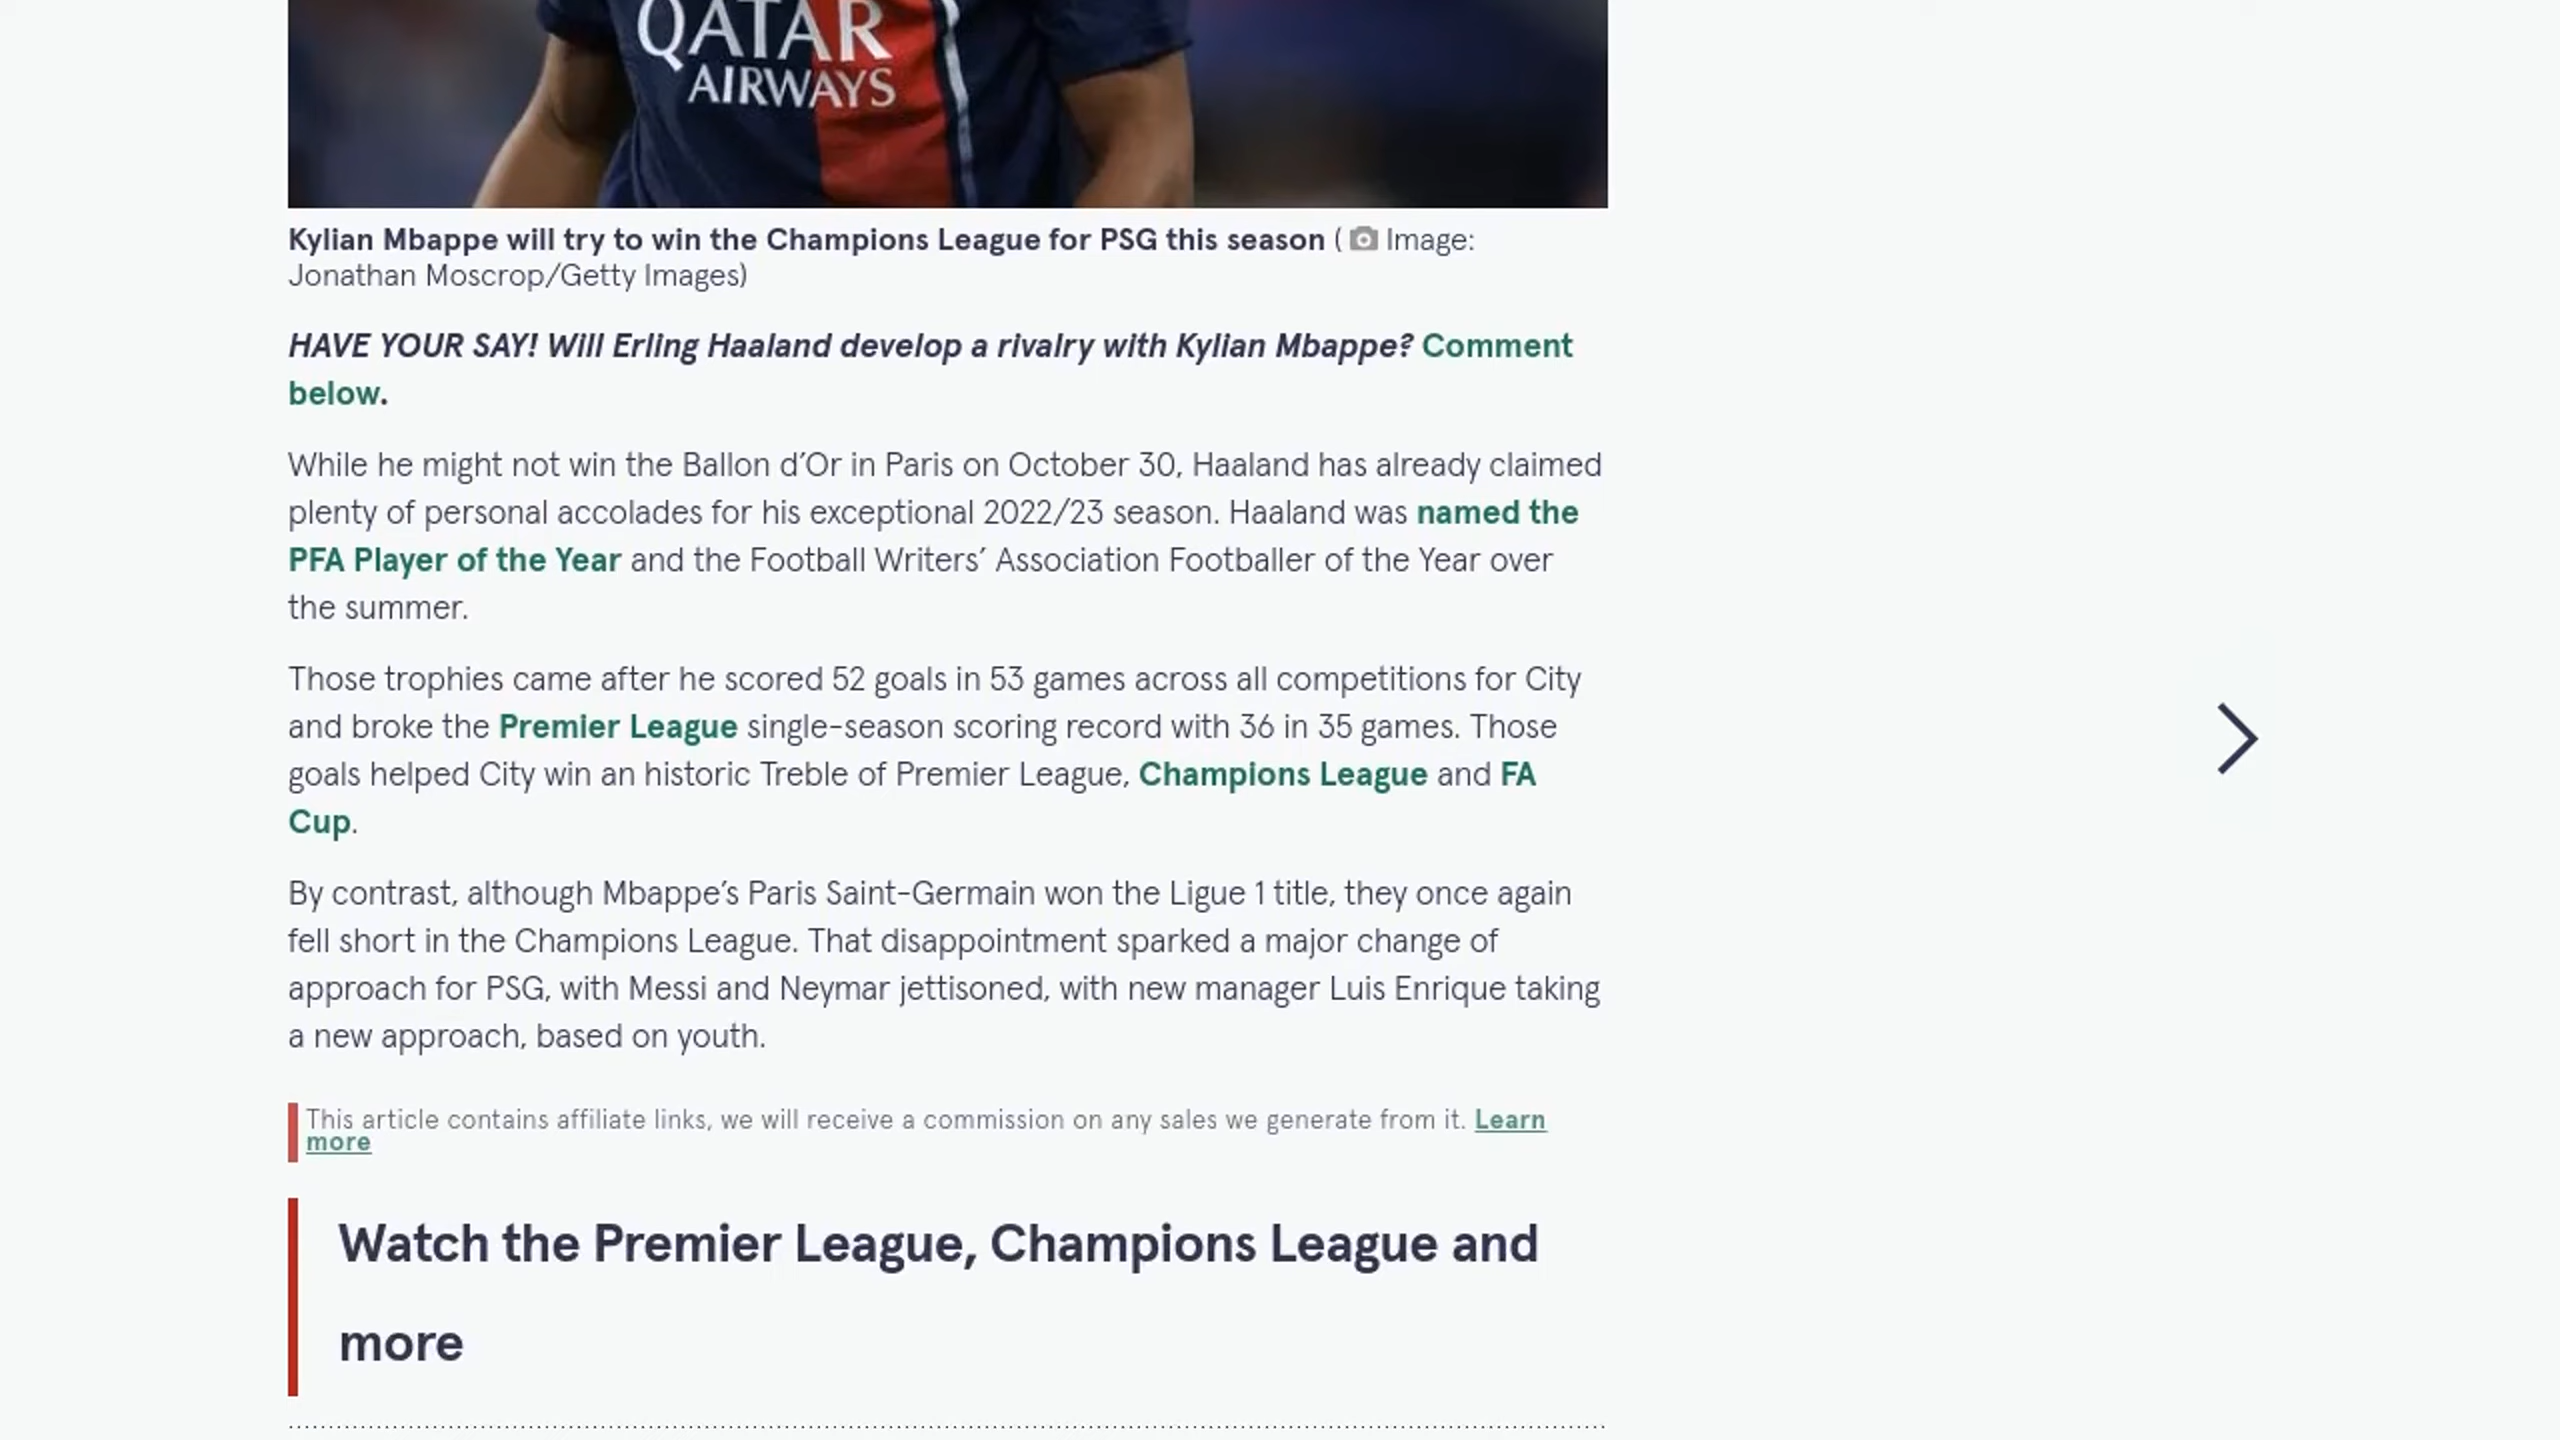 QATAR
AIRWAYS
Kylian Mbappe will try to win the Champions League for PSG this season ( Image:
Jonathan Moscrop/Getty Images)
HAVE YOUR SAY! Will Erling Haaland develop a rivalry with Kylian Mbappe? Comment
below.
While he might not win the Ballon d’Or in Paris on October 30, Haaland has already claimed
plenty of personal accolades for his exceptional 2022/23 season. Haaland was named the
PFA Player of the Year and the Football Writers’ Association Footballer of the Year over
the summer.
Those trophies came after he scored 52 goals in 53 games across all competitions for City
and broke the Premier League single-season scoring record with 36 in 35 games. Those
goals helped City win an historic Treble of Premier League, Champions League and FA
Cup.
By contrast, although Mbappe’s Paris Saint-Germain won the Ligue 1 title, they once again
fell short in the Champions League. That disappointment sparked a major change of
approach for PSG, with Messi and Neymar jettisoned, with new manager Luis Enrique taking
a new approach, based on youth.
This article contains affiliate links, we will receive a commission on any sales we generate from it. Learn
more
Watch the Premier League, Champions League and
more